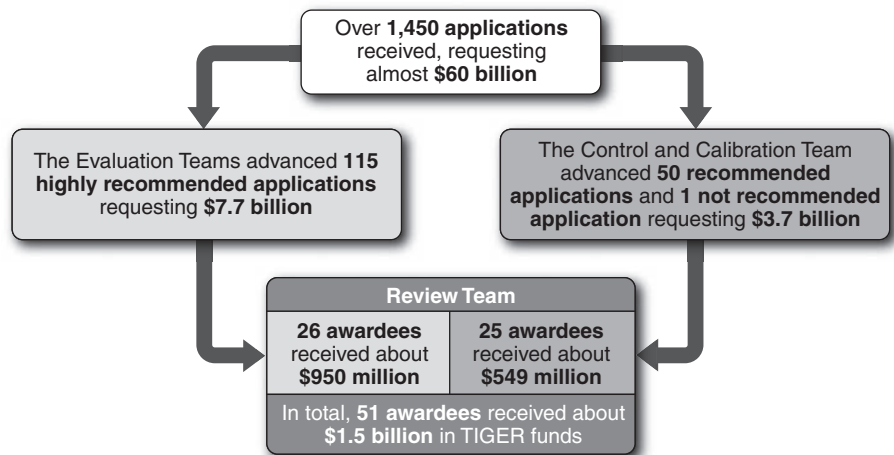 Over 1,450 applications
received, requesting
almost $60 billion
The Evaluation Teams advanced 115
highly recommended applications
requesting $7.7 billion
The Control and Calibration Team
advanced 50 recommended
applications and 1 not recommended
application requesting $3.7 billion
Review Team
26 awardees
received about
$950 million
25 awardees
received about
$549 million
In total, 51 awardees received about
$1.5 billion in TIGER funds